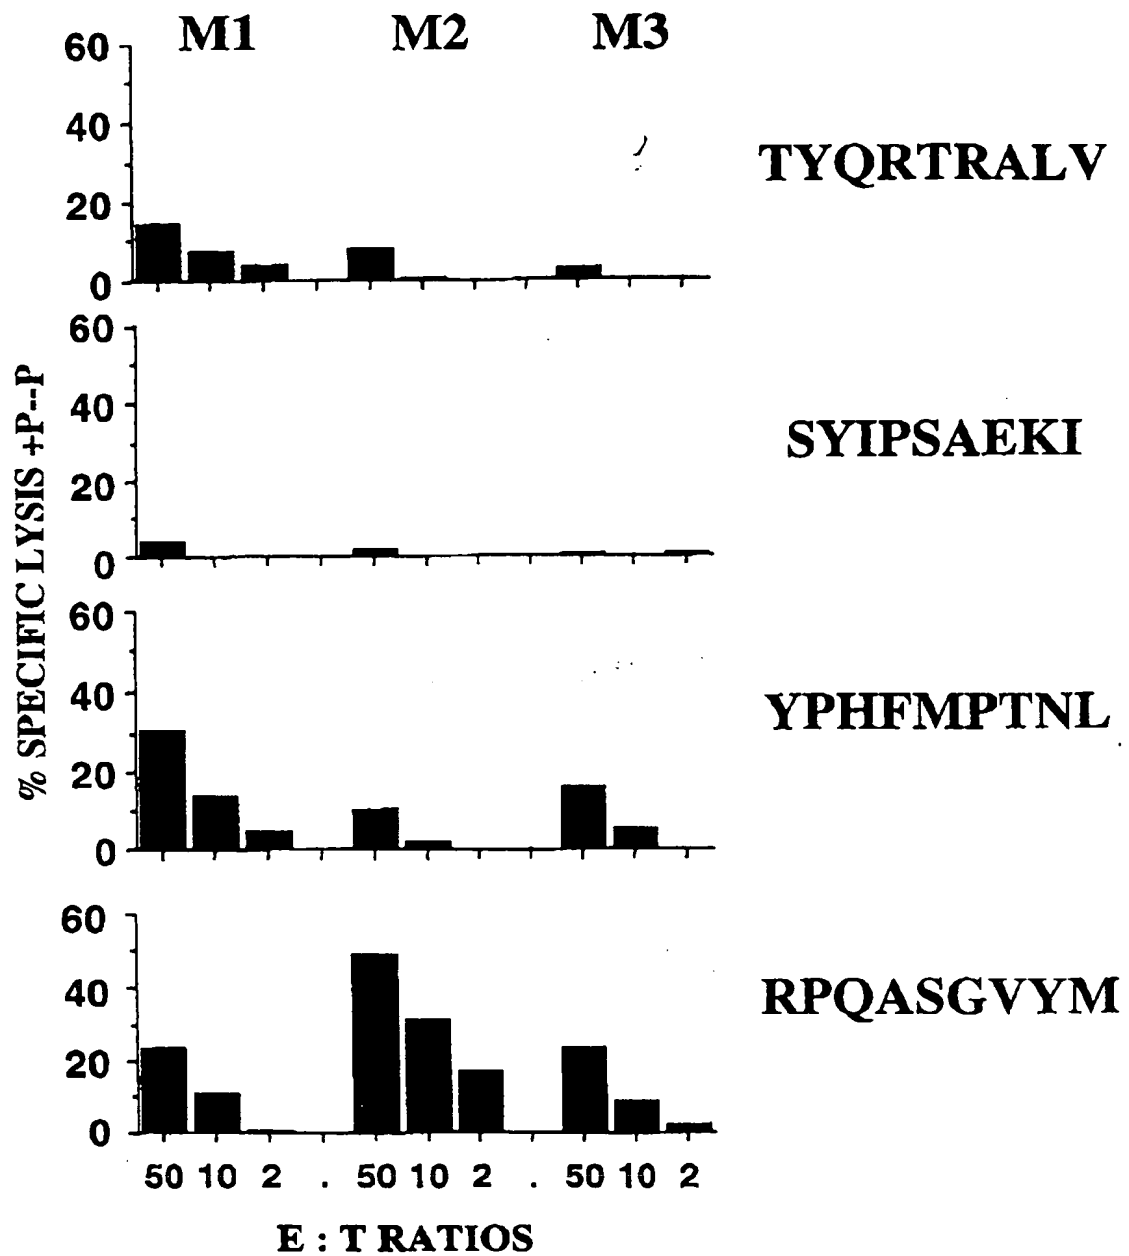 M1 M2 M3
60
40
20
0
TYQRTRALV
60
40
20
0
SYIPSAEKI
60
40
20
0
YPHFMPTNL
60
40
20
0
RPQASGVYM
50 10 2 . 50 10 2 . 50 10 2
E : T RATIOS
% SPECIFIC LYSIS +P--P